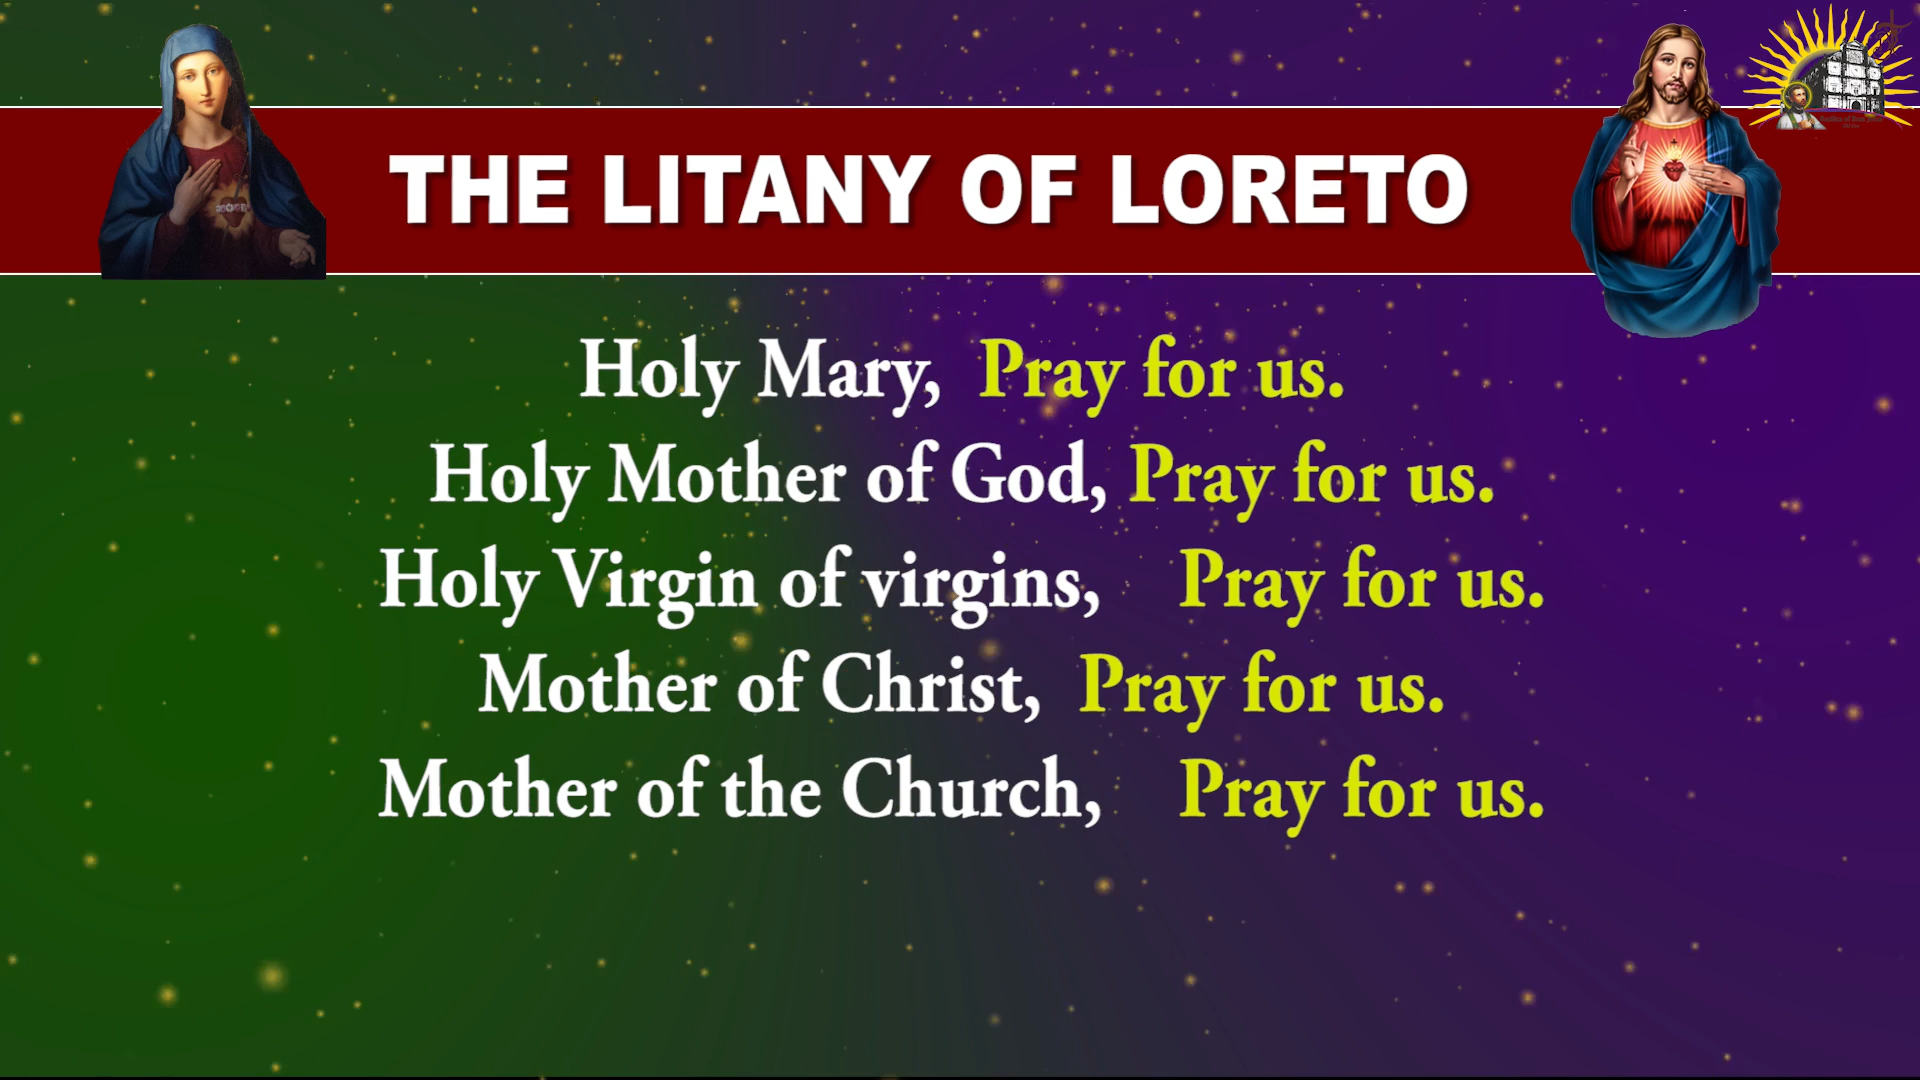 THE LITANY OF LORETO
Holy Mary, Pray for us.
Holy Mother of God, Pray for us.
Holy Virgin of virgins, Pray for us.
Mother of Christ, Pray for us.
Mother of the Church, Pray for us.